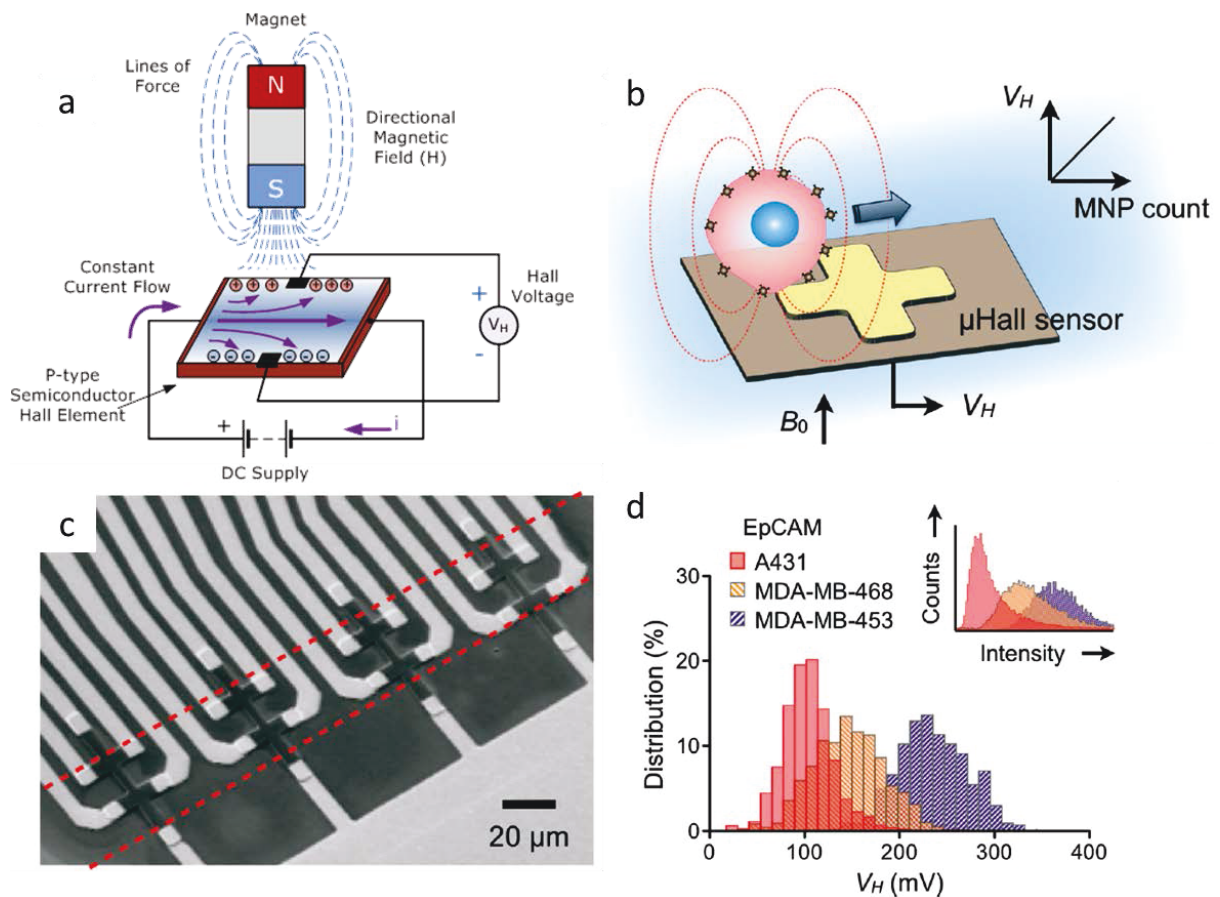 a
Magnet
Lines of
Force
N
S
Directional
Magnetic
Field (H)
Constant
Current Flow
+
Hall
Voltage
VH
-
P-type
Semiconductor
Hall Element
+
i
DC Supply
b
VH
MNP count
µHall sensor
B0
VH
c
20 µm
d
EpCAM
A431
MDA-MB-468
MDA-MB-453
Counts
Intensity
Distribution (%)
30
20
10
0
0
100
200
300
400
VH (mV)